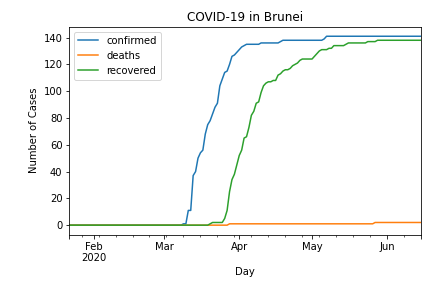 COVID-19 in Brunei
confirmed
deaths
recovered
Number of Cases
140
120
100
80
60
40
20
0
Feb Mar Apr May Jun
2020
Day